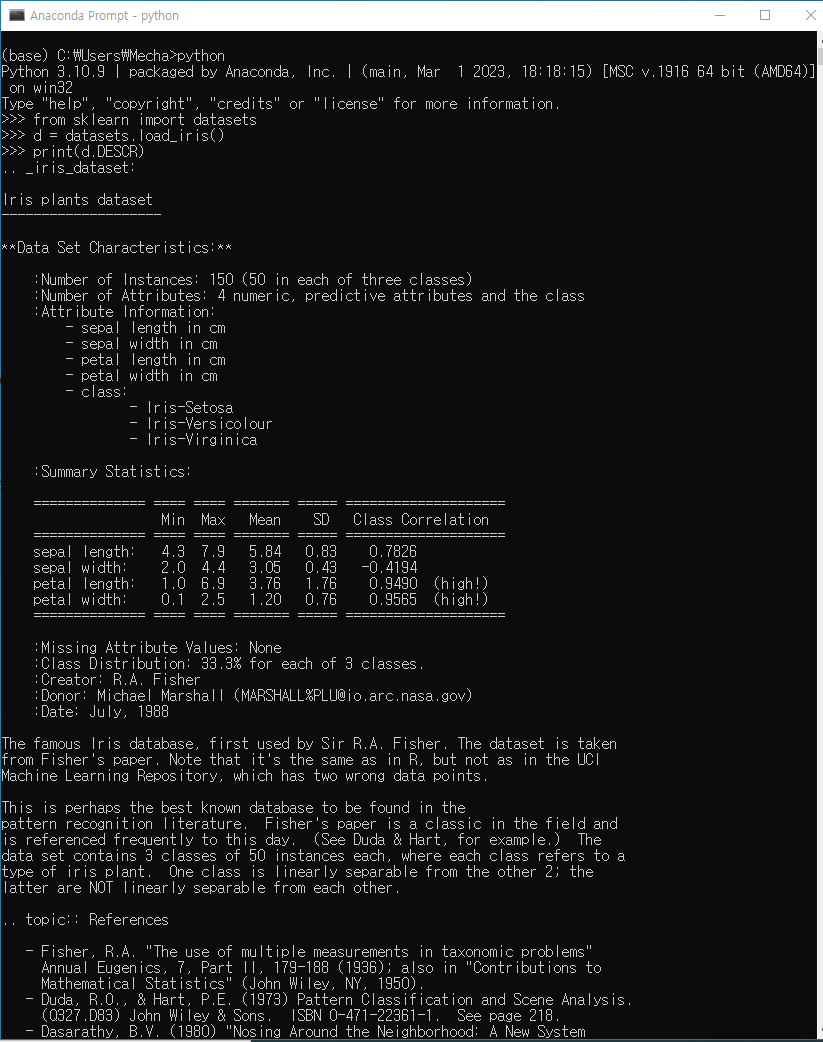 Anaconda Prompt - python
(base) C:₩Users₩Mecha>python
Python 3.10.9 | packaged by Anaconda, Inc. | (main, Mar  1 2023, 18:18:15) [MSC v.1916 64 bit (AMD64)]
 on win32
Type "help", "copyright", "credits" or "license" for more information.
>>> from sklearn import datasets
>>> d = datasets.load_iris()
>>> print(d.DESCR)
.. _iris_dataset:
Iris plants dataset
--------------------
**Data Set Characteristics:**
    :Number of Instances: 150 (50 in each of three classes)
    :Number of Attributes: 4 numeric, predictive attributes and the class
    :Attribute Information:
        - sepal length in cm
        - sepal width in cm
        - petal length in cm
        - petal width in cm
        - class:
                - Iris-Setosa
                - Iris-Versicolour
                - Iris-Virginica
    :Summary Statistics:
    ============== ==== ==== ======= ===== ====================
                    Min  Max   Mean    SD   Class Correlation
    ============== ==== ==== ======= ===== ====================
    sepal length:   4.3  7.9   5.84   0.83    0.7826
    sepal width:    2.0  4.4   3.05   0.43   -0.4194
    petal length:   1.0  6.9   3.76   1.76    0.9490  (high!)
    petal width:    0.1  2.5   1.20   0.76    0.9565  (high!)
    ============== ==== ==== ======= ===== ====================
    :Missing Attribute Values: None
    :Class Distribution: 33.3% for each of 3 classes.
    :Creator: R.A. Fisher
    :Donor: Michael Marshall (MARSHALL%PLU@io.arc.nasa.gov)
    :Date: July, 1988
The famous Iris database, first used by Sir R.A. Fisher. The dataset is taken
from Fisher's paper. Note that it's the same as in R, but not as in the UCI
Machine Learning Repository, which has two wrong data points.
This is perhaps the best known database to be found in the
pattern recognition literature.  Fisher's paper is a classic in the field and
is referenced frequently to this day.  (See Duda & Hart, for example.)  The
data set contains 3 classes of 50 instances each, where each class refers to a
type of iris plant.  One class is linearly separable from the other 2; the
latter are NOT linearly separable from each other.
.. topic:: References
   - Fisher, R.A. "The use of multiple measurements in taxonomic problems"
     Annual Eugenics, 7, Part II, 179-188 (1936); also in "Contributions to
     Mathematical Statistics" (John Wiley, NY, 1950).
   - Duda, R.O., & Hart, P.E. (1973) Pattern Classification and Scene Analysis.
     (Q327.D83) John Wiley & Sons.  ISBN 0-471-22361-1.  See page 218.
   - Dasarathy, B.V. (1980) "Nosing Around the Neighborhood: A New System